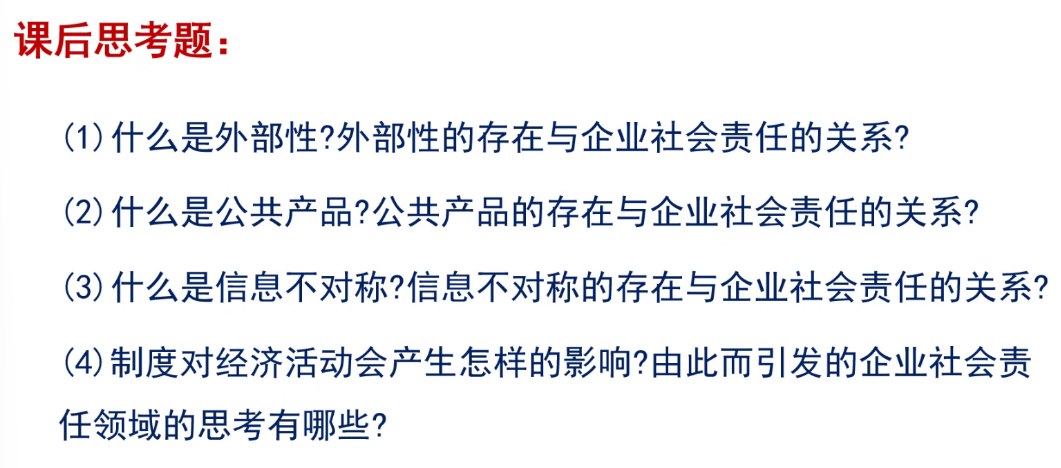 课后思考题:
(1)什么是外部性?外部性的存在与企业社会责任的关系?
(2)什么是公共产品?公共产品的存在与企业社会责任的关系?
(3)什么是信息不对称?信息不对称的存在与企业社会责任的关系?
(4)制度对经济活动会产生怎样的影响?由此而引发的企业社会责
任领域的思考有哪些?